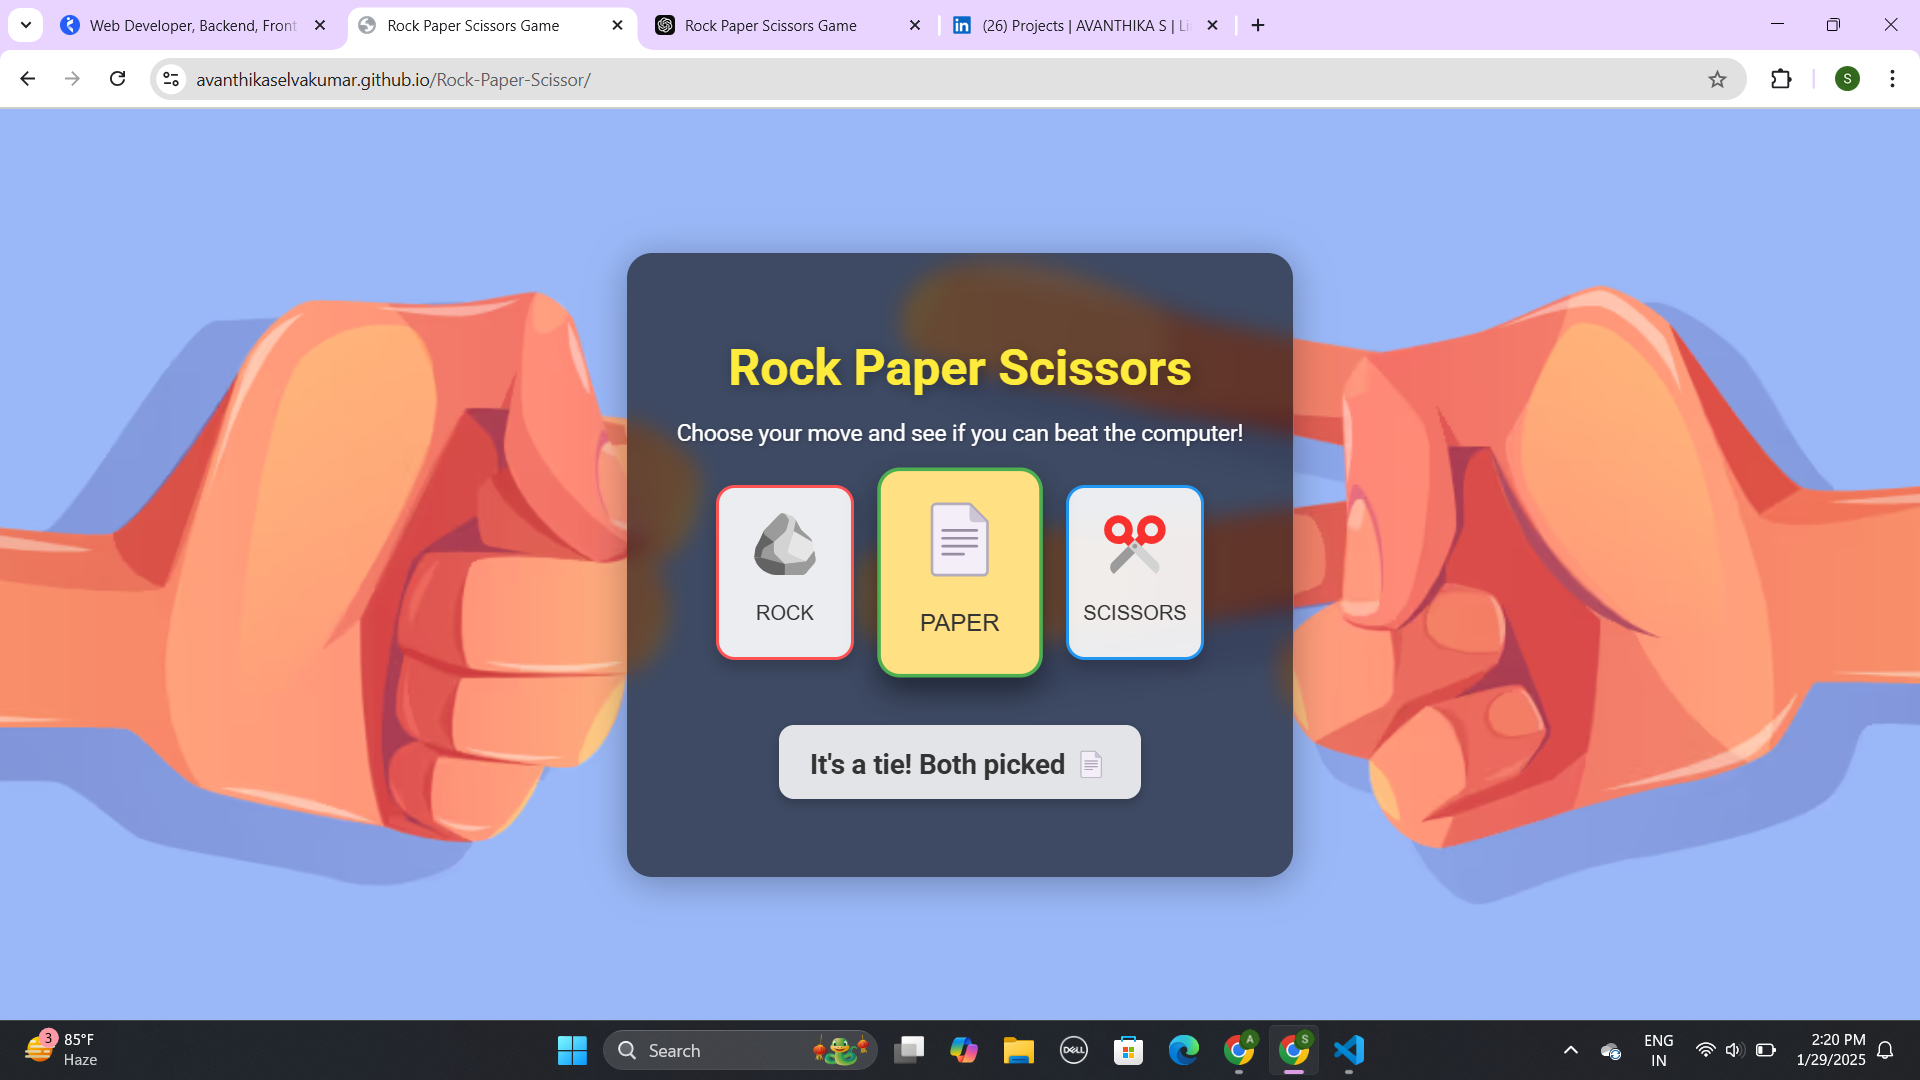 Web Developer, Backend, Front
Rock Paper Scissors Game
Rock Paper Scissors Game
(26) Projects | AVANTHIKA S | Li
avanthikaselvakumar.github.io/Rock-Paper-Scissor/
S
Rock Paper Scissors
Choose your move and see if you can beat the computer!
ROCK
PAPER
SCISSORS
It's a tie! Both picked
3
85°F
Haze
Search
DELL
A
S
ENG
IN
2:20 PM
1/29/2025